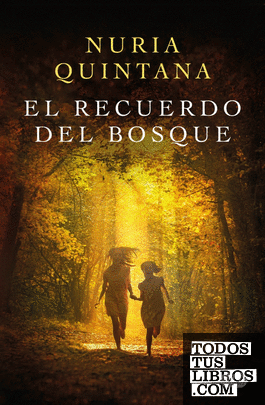 NURIA
QUINTANA
EL RECUERDO
DEL BOSQUE
TODOS
TUS
LIBROS
.COM